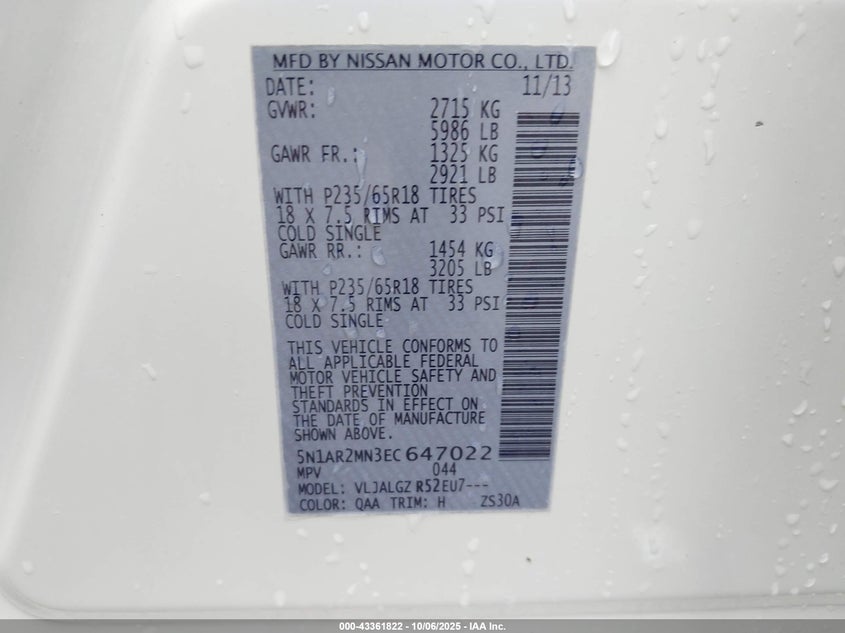 MFD BY NISSAN MOTOR CO., LTD.
DATE: 11/13
GVWR: 2715 KG
5986 LB
GAWR FR.: 1325 KG
2921 LB
WITH P235/65R18 TIRES
18 X 7.5 RIMS AT 33 PSI
COLD SINGLE
GAWR RR.: 1454 KG
3205 LB
WITH P235/65R18 TIRES
18 X 7.5 RIMS AT 33 PSI
COLD SINGLE
THIS VEHICLE CONFORMS TO
ALL APPLICABLE FEDERAL
MOTOR VEHICLE SAFETY AND
THEFT PREVENTION
STANDARDS IN EFFECT ON
THE DATE OF MANUFACTURE
SHOWN ABOVE.
5N1AR2MN3EC647022
MPV 044
MODEL: VLJALGZ R52EU7---
COLOR: QAA TRIM: H ZS30A
000-43361822 - 10/06/2025 - IAA Inc.